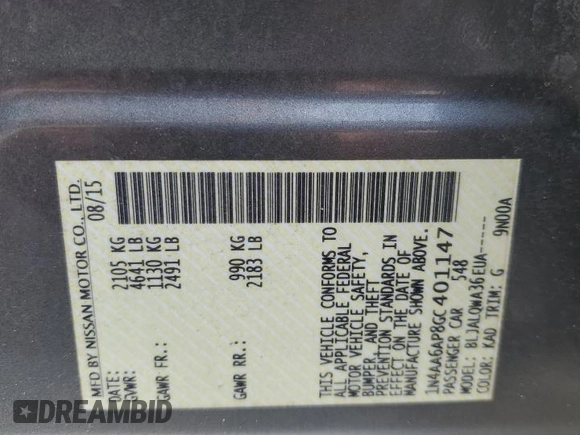 MFD BY NISSAN MOTOR CO., LTD.
DATE: 08/15
GVWR: 2105 KG
4641 LB
GAWR FR.: 1130 KG
2491 LB
GAWR RR.: 990 KG
2183 LB
THIS VEHICLE CONFORMS TO
ALL APPLICABLE FEDERAL
MOTOR VEHICLE SAFETY,
BUMPER, AND THEFT
PREVENTION STANDARDS IN
EFFECT ON THE DATE OF
MANUFACTURE SHOWN ABOVE.
1N4AA6AP8GC401147
PASSENGER CAR 548
MODEL: BLJALQWA36EUA-----
COLOR: KAD TRIM: G 9N00A
DREAMBID